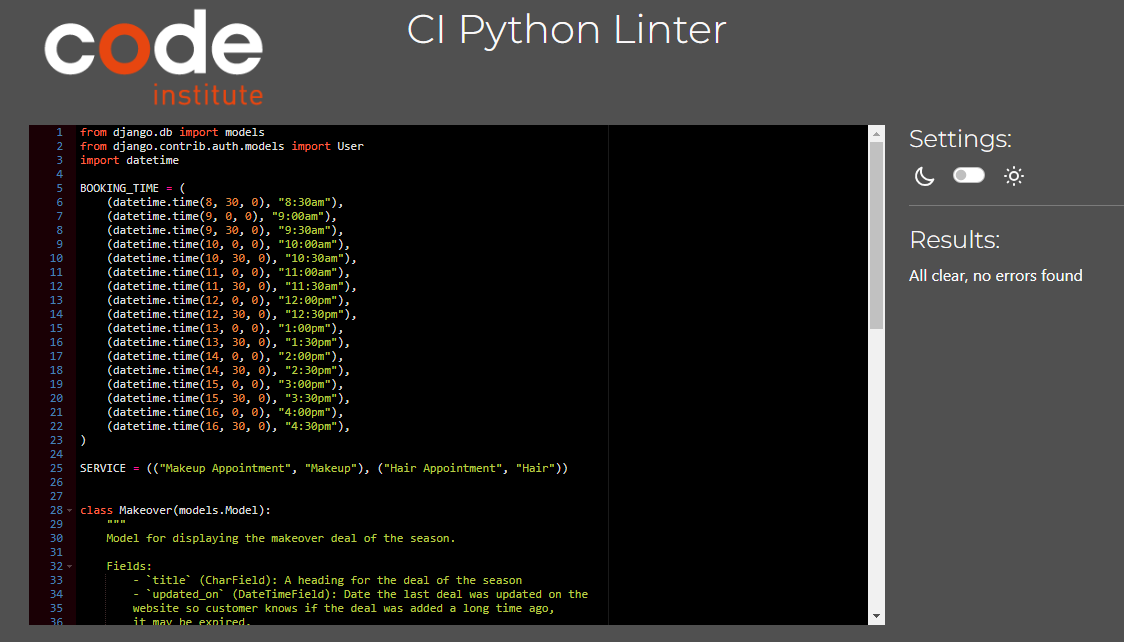 code
institute
CI Python Linter
1 from django.db import models
2 from django.contrib.auth.models import User
3 import datetime
4
5 BOOKING_TIME = (
6     (datetime.time(8, 30, 0), "8:30am"),
7     (datetime.time(9, 0, 0), "9:00am"),
8     (datetime.time(9, 30, 0), "9:30am"),
9     (datetime.time(10, 0, 0), "10:00am"),
10     (datetime.time(10, 30, 0), "10:30am"),
11     (datetime.time(11, 0, 0), "11:00am"),
12     (datetime.time(11, 30, 0), "11:30am"),
13     (datetime.time(12, 0, 0), "12:00pm"),
14     (datetime.time(12, 30, 0), "12:30pm"),
15     (datetime.time(13, 0, 0), "1:00pm"),
16     (datetime.time(13, 30, 0), "1:30pm"),
17     (datetime.time(14, 0, 0), "2:00pm"),
18     (datetime.time(14, 30, 0), "2:30pm"),
19     (datetime.time(15, 0, 0), "3:00pm"),
20     (datetime.time(15, 30, 0), "3:30pm"),
21     (datetime.time(16, 0, 0), "4:00pm"),
22     (datetime.time(16, 30, 0), "4:30pm"),
23 )
24
25 SERVICE = (("Makeup Appointment", "Makeup"), ("Hair Appointment", "Hair"))
26
27
28 class Makeover(models.Model):
29     """
30     Model for displaying the makeover deal of the season.
31
32     Fields:
33         - `title` (CharField): A heading for the deal of the season
34         - `updated_on` (DateTimeField): Date the last deal was updated on the
35         website so customer knows if the deal was added a long time ago,
36         it may be expired.
Settings:
Results:
All clear, no errors found